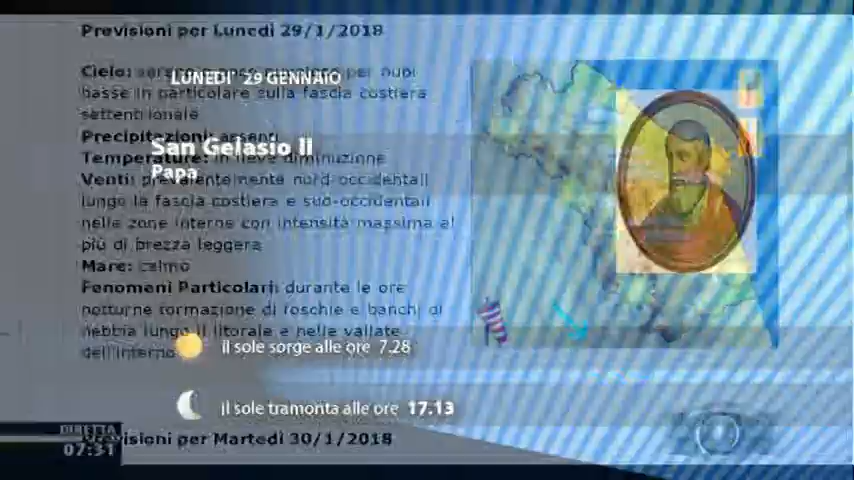 Previsioni per Lunedì 29/1/2018
LUNEDI' 29 GENNAIO
Cielo: per nubi
basse in particolare sulla fascia costiera
settentrionale
Precipitazioni: assenti
San Gelasio II
Papa
Temperature: in lieve diminuzione
Venti: prevalentemente nord-occidentali
lungo la fascia costiera e sud-occidentali
nelle zone interne con intensità massima al
più di brezza leggera
Mare: calmo
Fenomeni Particolari: durante le ore
notturne formazione di foschie e banchi di
nebbia lungo il litorale e nelle vallate
dell'interno
il sole sorge alle ore 7.28
il sole tramonta alle ore 17.13
DIRETTA
07:31
Previsioni per Martedì 30/1/2018